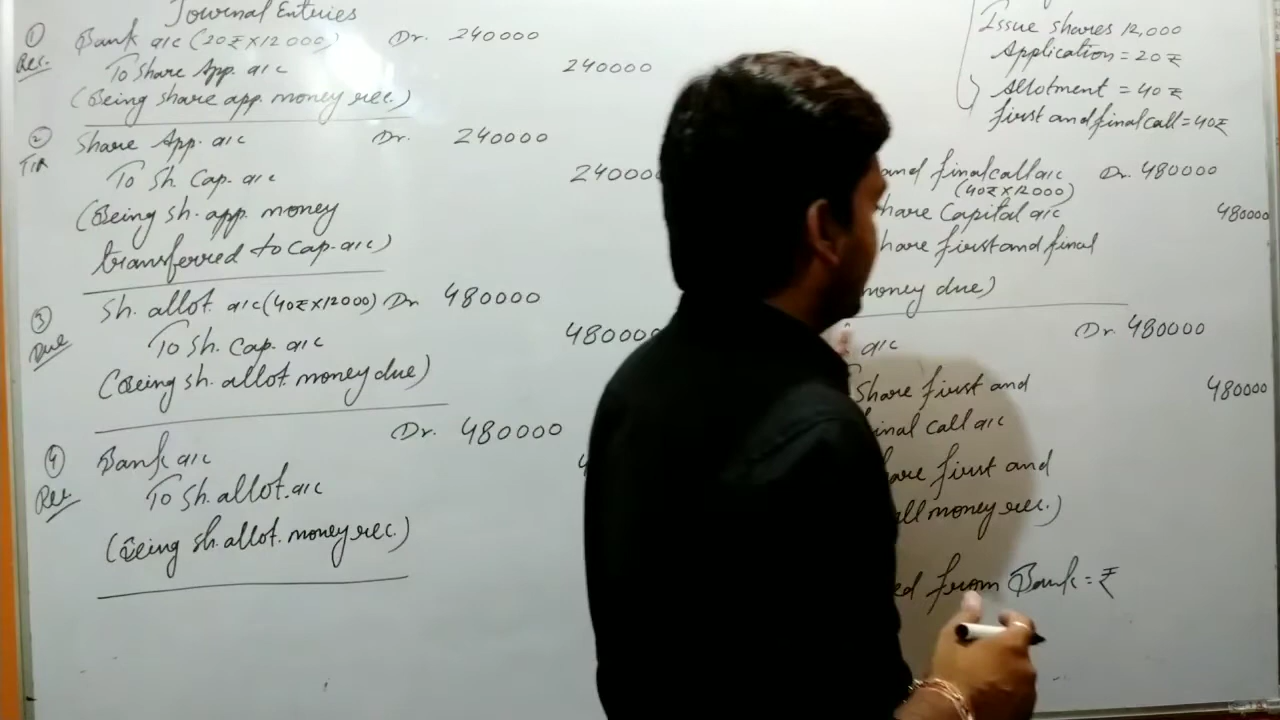 Journal Entries
① Bank a/c (20₹×12000) Dr. 240000
Rec.
To Share App. a/c 240000
(Being share app. money rec.)
② Share App. a/c Dr. 240000
To Sh. Cap. a/c 240000
(Being sh. app. money
transferred to cap. a/c)
③ Sh. allot. a/c (40₹×12000) Dr 480000
Due
To Sh. Cap. a/c 480000
(Being sh. allot. money due)
④ Bank a/c Dr. 480000
Rec
To Sh. allot. a/c
(Being sh. allot. money rec.)
Issue shares 12,000
Application = 20₹
Allotment = 40₹
first and final call = 40₹
and final call a/c Dr. 480000
(40₹×12000)
hare Capital a/c 480000
hare first and final
money due)
a/c Dr. 480000
Share first and 480000
inal call a/c
are first and
all money rec.)
ed from Bank = ₹